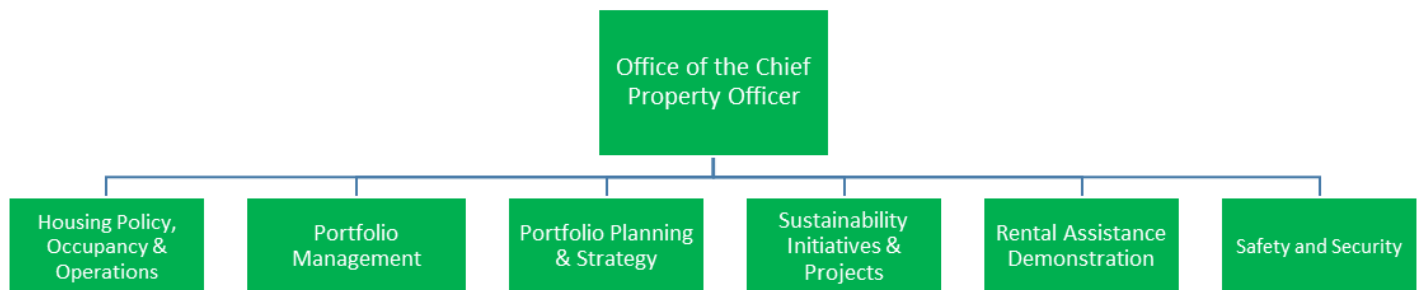 Office of the Chief
Property Officer
Housing Policy,
Occupancy &
Operations
Portfolio
Management
Portfolio Planning
& Strategy
Sustainability
Initiatives &
Projects
Rental Assistance
Demonstration
Safety and Security